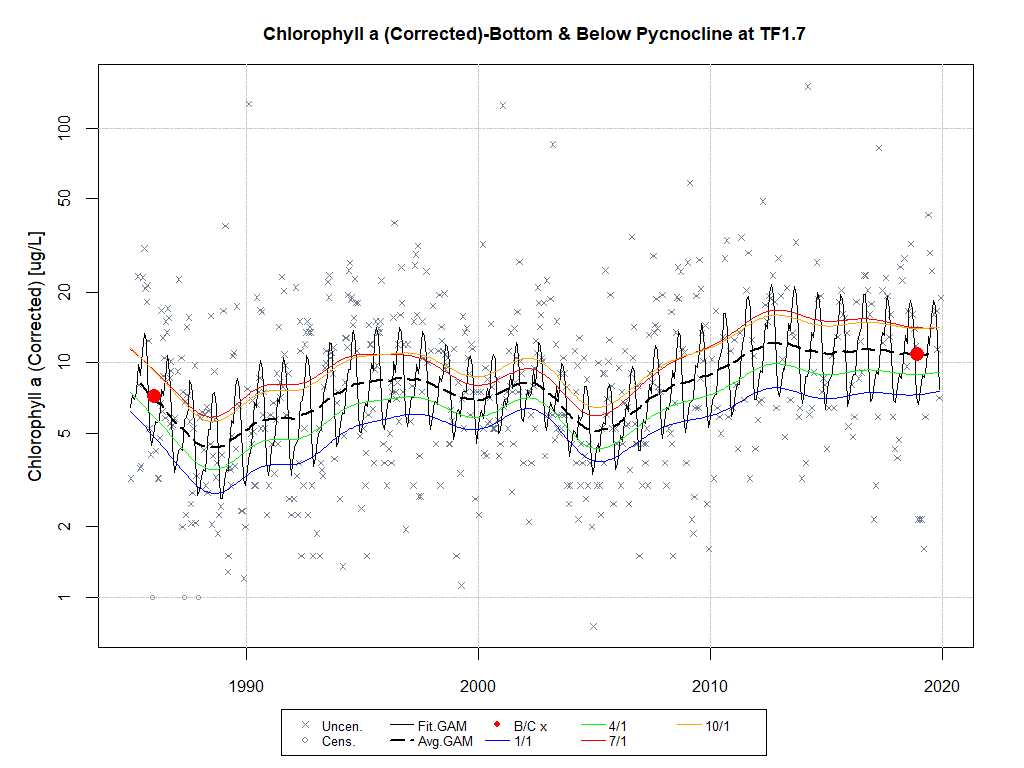 Chlorophyll a (Corrected)-Bottom & Below Pycnocline at TF1.7
Chlorophyll a (Corrected) [ug/L]
100
50
20
10
5
2
1
1990 2000 2010 2020
Uncen. Fit.GAM B/C x 4/1 10/1
Cens. Avg.GAM 1/1 7/1